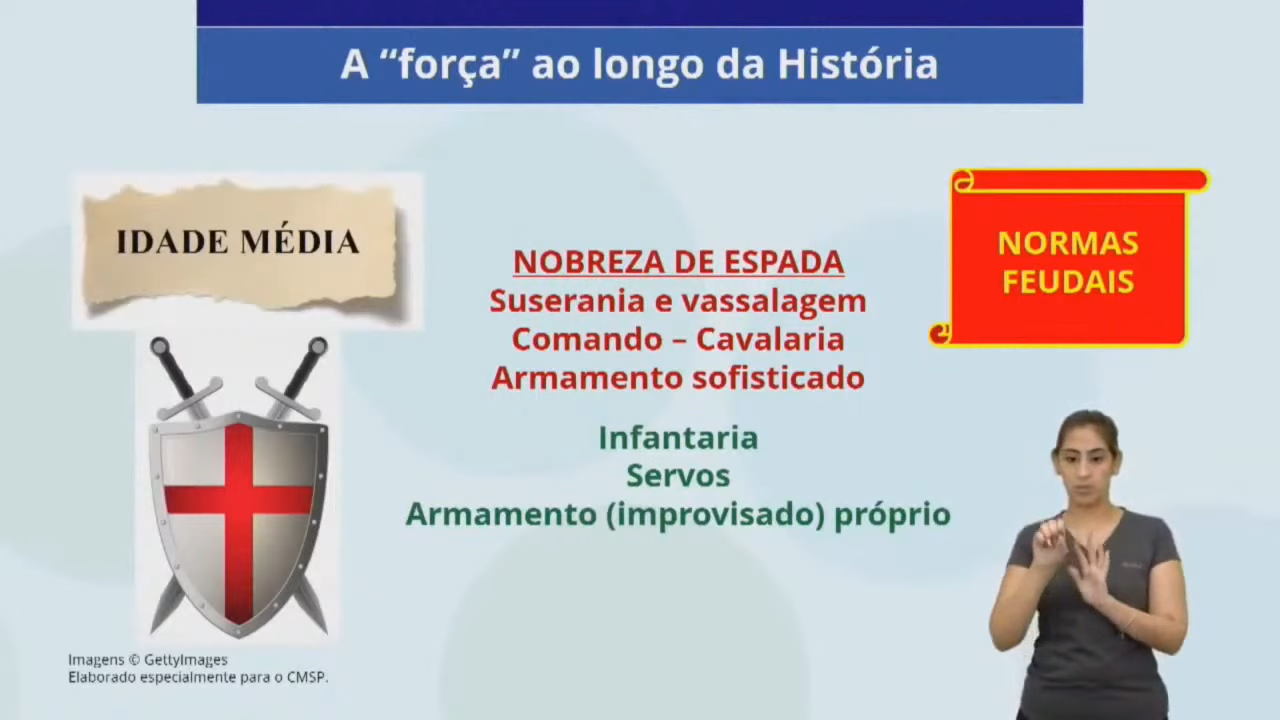 A “força” ao longo da História
IDADE MÉDIA
NOBREZA DE ESPADA
Suserania e vassalagem
Comando – Cavalaria
Armamento sofisticado
Infantaria
Servos
Armamento (improvisado) próprio
NORMAS
FEUDAIS
Imagens © GettyImages
Elaborado especialmente para o CMSP.